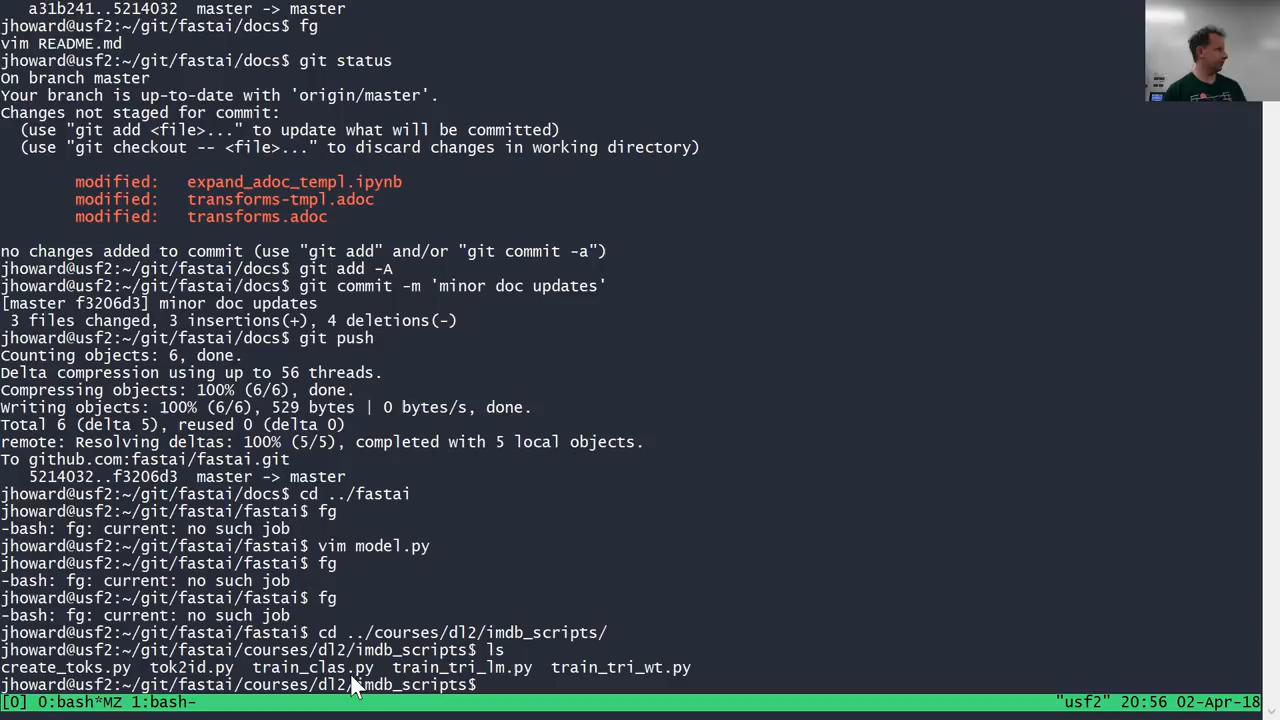 a31b241..5214032  master -> master
jhoward@usf2:~/git/fastai/docs$ fg
vim README.md
jhoward@usf2:~/git/fastai/docs$ git status
On branch master
Your branch is up-to-date with 'origin/master'.
Changes not staged for commit:
(use "git add <file>..." to update what will be committed)
(use "git checkout -- <file>..." to discard changes in working directory)
modified:   expand_adoc_templ.ipynb
modified:   transforms-tmpl.adoc
modified:   transforms.adoc
no changes added to commit (use "git add" and/or "git commit -a")
jhoward@usf2:~/git/fastai/docs$ git add -A
jhoward@usf2:~/git/fastai/docs$ git commit -m 'minor doc updates'
[master f3206d3] minor doc updates
3 files changed, 3 insertions(+), 4 deletions(-)
jhoward@usf2:~/git/fastai/docs$ git push
Counting objects: 6, done.
Delta compression using up to 56 threads.
Compressing objects: 100% (6/6), done.
Writing objects: 100% (6/6), 529 bytes | 0 bytes/s, done.
Total 6 (delta 5), reused 0 (delta 0)
remote: Resolving deltas: 100% (5/5), completed with 5 local objects.
To github.com:fastai/fastai.git
5214032..f3206d3  master -> master
jhoward@usf2:~/git/fastai/docs$ cd ../fastai
jhoward@usf2:~/git/fastai/fastai$ fg
-bash: fg: current: no such job
jhoward@usf2:~/git/fastai/fastai$ vim model.py
jhoward@usf2:~/git/fastai/fastai$ fg
-bash: fg: current: no such job
jhoward@usf2:~/git/fastai/fastai$ fg
-bash: fg: current: no such job
jhoward@usf2:~/git/fastai/fastai$ cd ../courses/dl2/imdb_scripts/
jhoward@usf2:~/git/fastai/courses/dl2/imdb_scripts$ ls
create_toks.py  tok2id.py  train_clas.py  train_tri_lm.py  train_tri_wt.py
jhoward@usf2:~/git/fastai/courses/dl2/imdb_scripts$
[0] 0:bash*MZ 1:bash- "usf2" 20:56 02-Apr-18